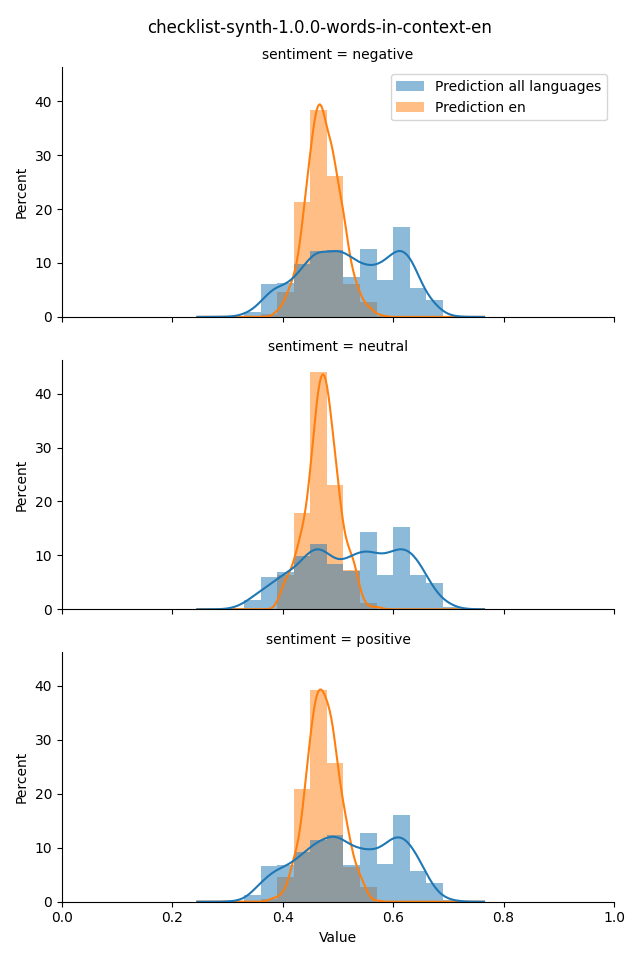 checklist-synth-1.0.0-words-in-context-en
sentiment = negative
Prediction all languages
Prediction en
40
30
20
10
0
Percent
sentiment = neutral
40
30
20
10
0
Percent
sentiment = positive
40
30
20
10
0
Percent
0.0 0.2 0.4 0.6 0.8 1.0
Value